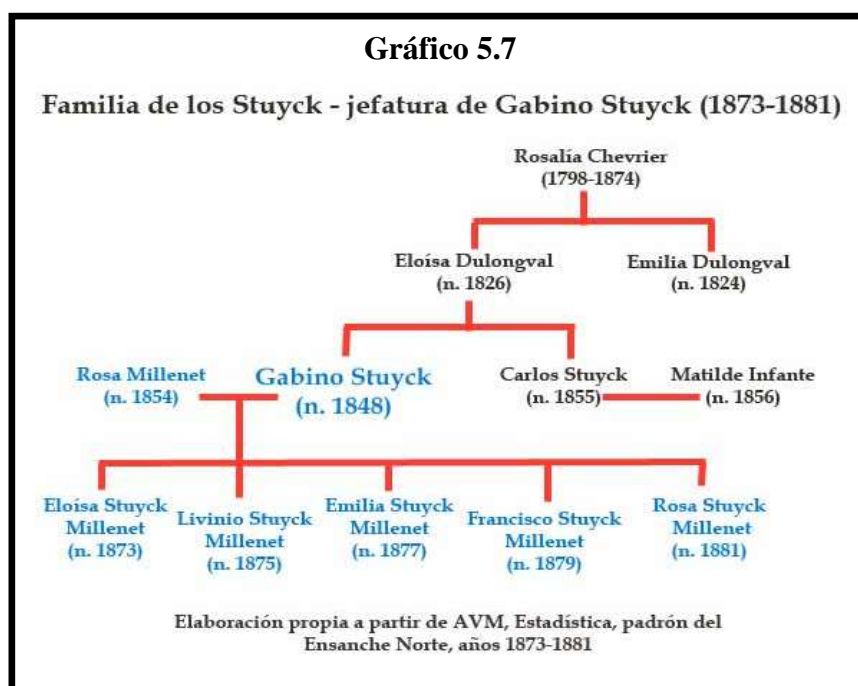 Gráfico 5.7
Familia de los Stuyck - jefatura de Gabino Stuyck (1873-1881)
Rosalía Chevrier
(1798-1874)
Eloísa Dulongval
(n. 1826)
Emilia Dulongval
(n. 1824)
Rosa Millenet
(n. 1854)
Gabino Stuyck
(n. 1848)
Carlos Stuyck
(n. 1855)
Matilde Infante
(n. 1856)
Eloísa Stuyck
Millenet
(n. 1873)
Livinio Stuyck
Millenet
(n. 1875)
Emilia Stuyck
Millenet
(n. 1877)
Francisco Stuyck
Millenet
(n. 1879)
Rosa Stuyck
Millenet
(n. 1881)
Elaboración propia a partir de AVM, Estadística, padrón del
Ensanche Norte, años 1873-1881